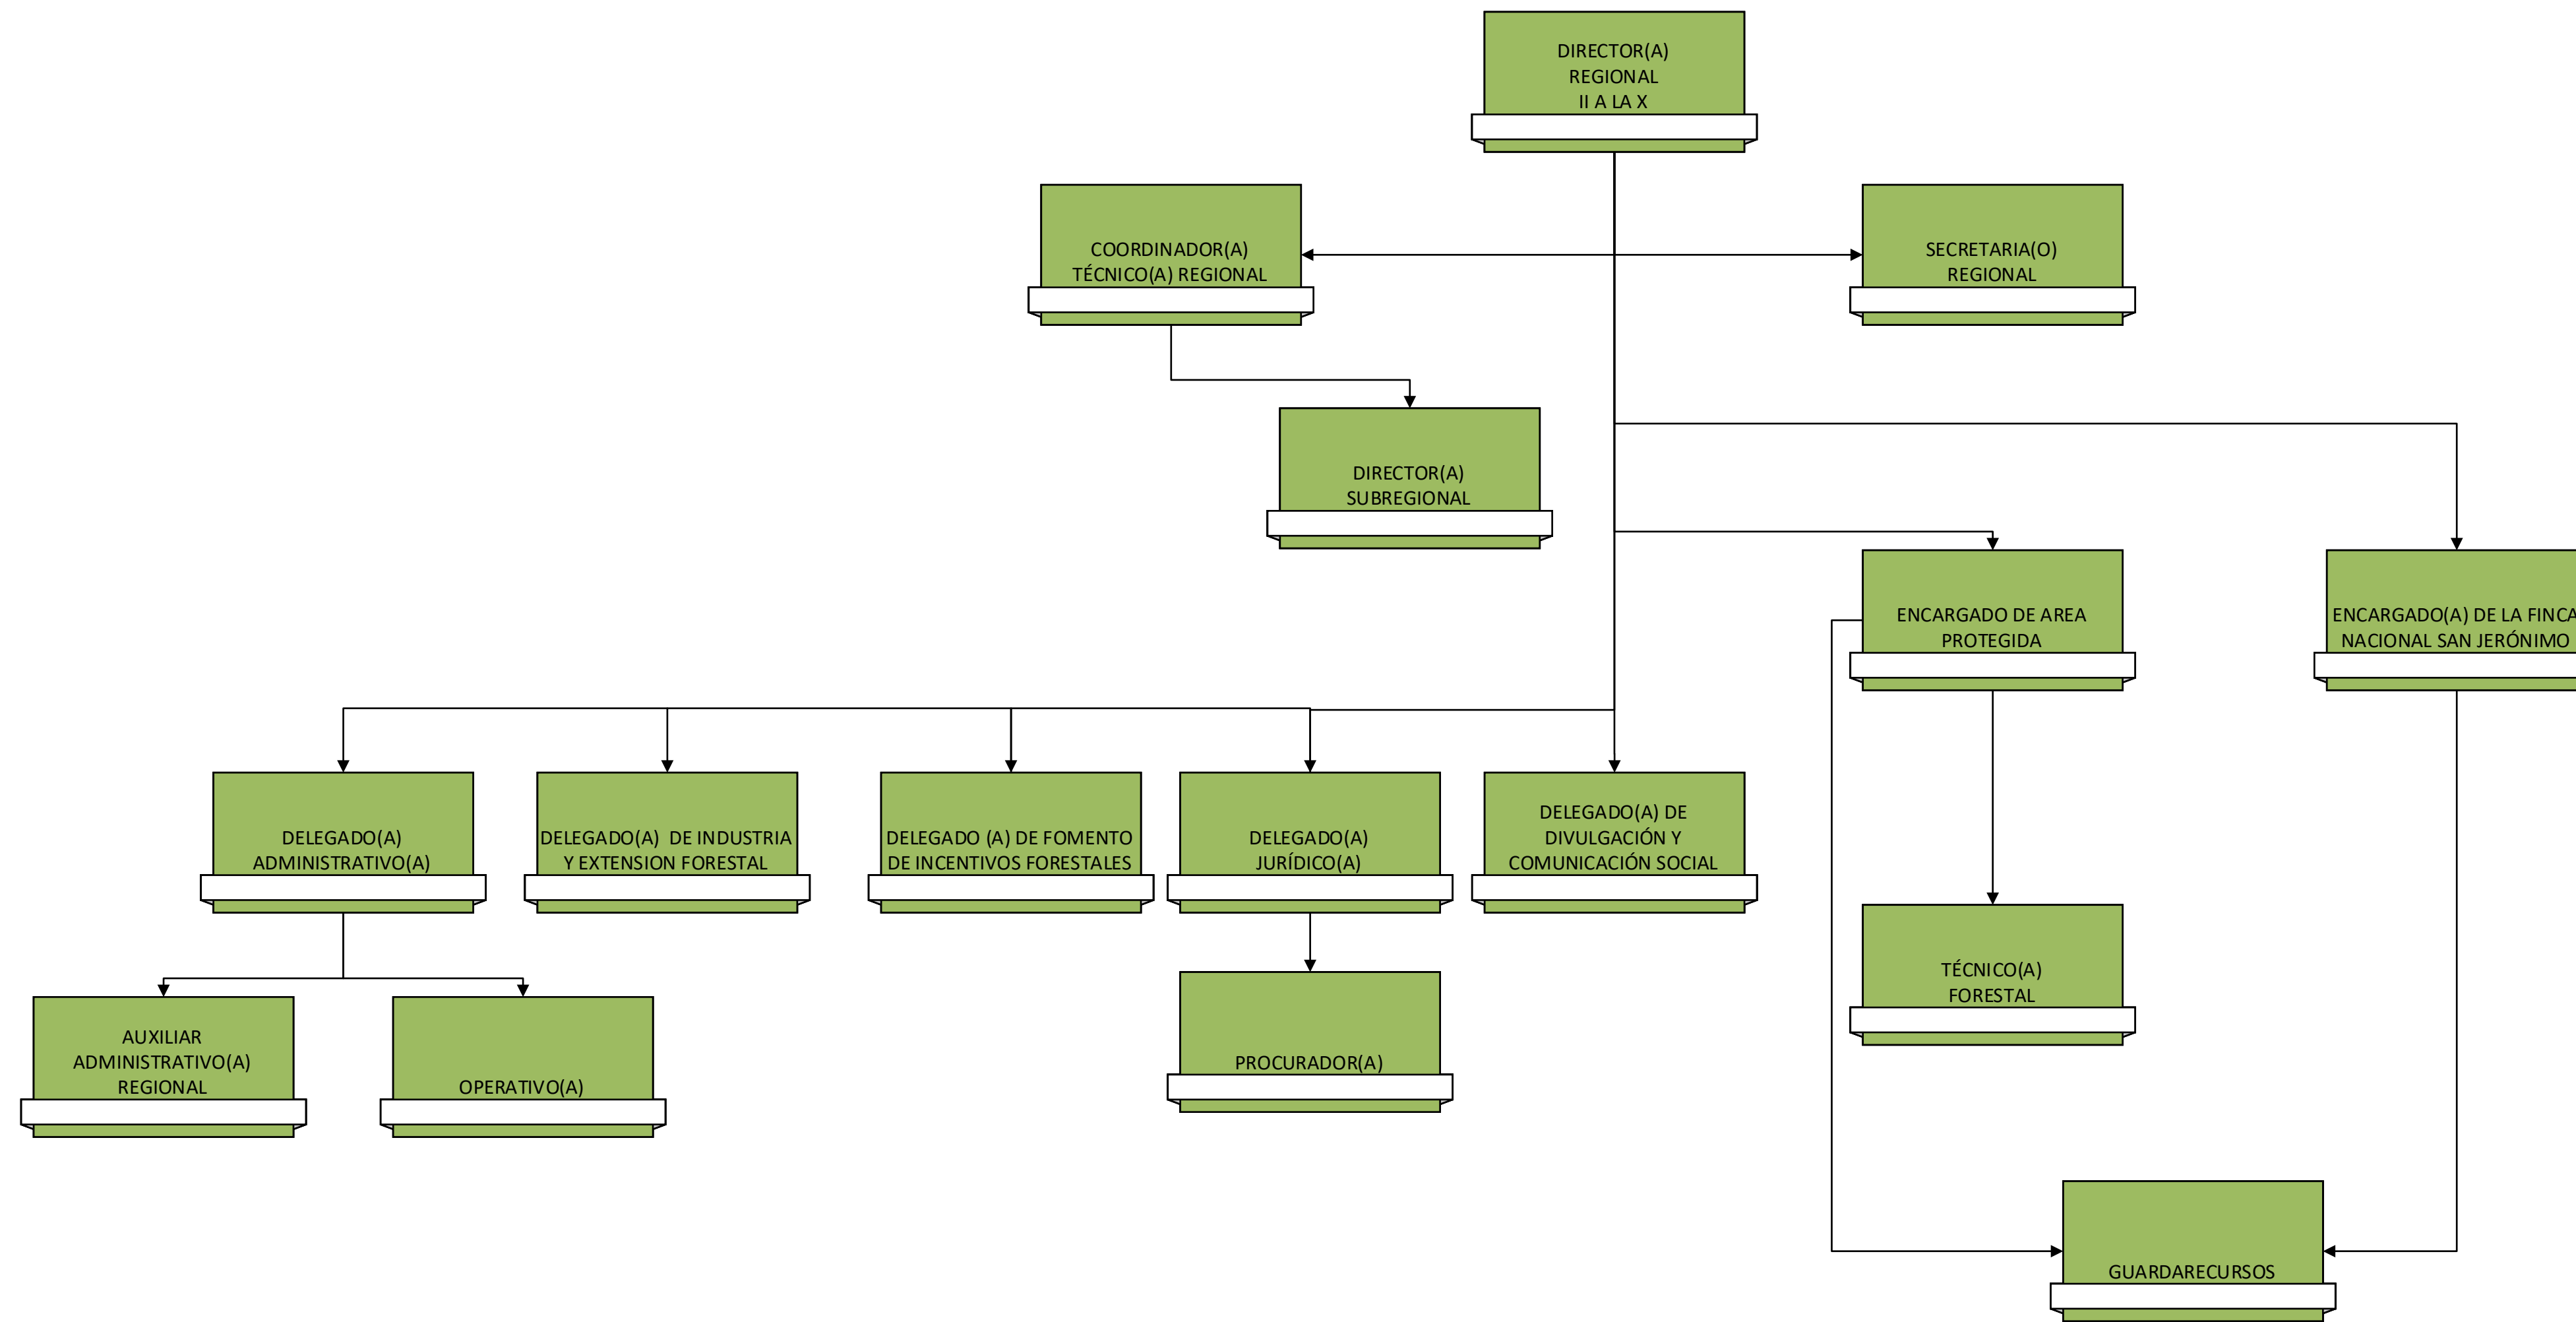 DIRECTOR(A)
REGIONAL
II A LA X
COORDINADOR(A)
TÉCNICO(A) REGIONAL
SECRETARIA(O)
REGIONAL
DIRECTOR(A)
SUBREGIONAL
ENCARGADO DE AREA
PROTEGIDA
ENCARGADO(A) DE LA FINCA
NACIONAL SAN JERÓNIMO
DELEGADO(A)
ADMINISTRATIVO(A)
DELEGADO(A)  DE INDUSTRIA
Y EXTENSION FORESTAL
DELEGADO (A) DE FOMENTO
DE INCENTIVOS FORESTALES
DELEGADO(A)
JURÍDICO(A)
DELEGADO(A) DE
DIVULGACIÓN Y
COMUNICACIÓN SOCIAL
TÉCNICO(A)
FORESTAL
AUXILIAR
ADMINISTRATIVO(A)
REGIONAL
OPERATIVO(A)
PROCURADOR(A)
GUARDARECURSOS